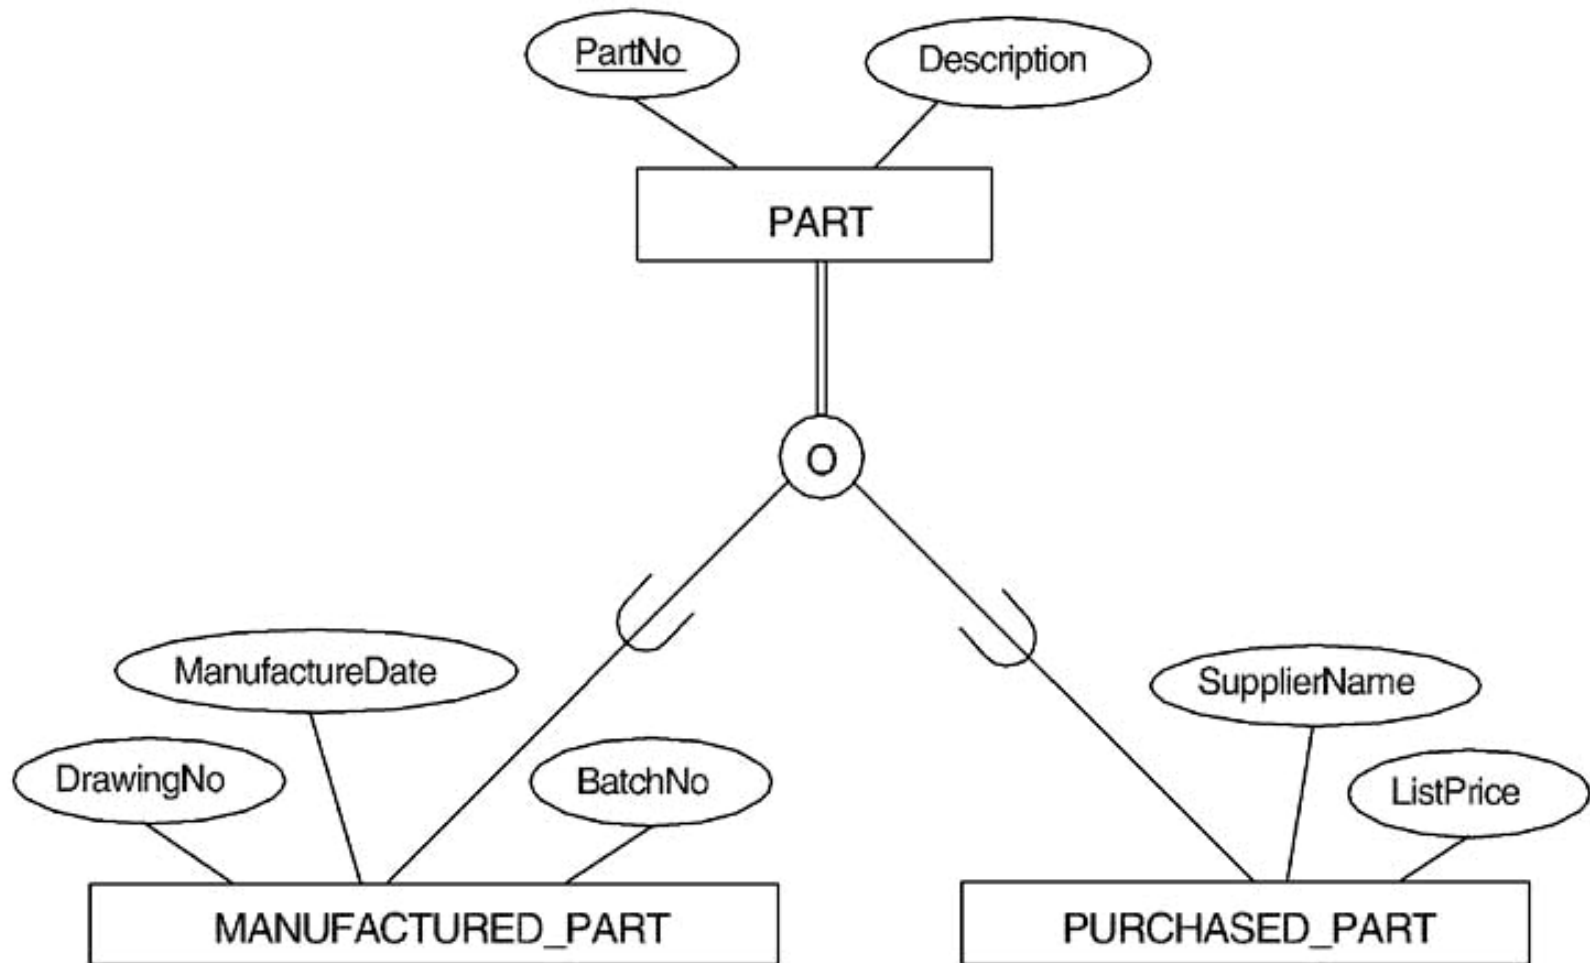 PartNo
Description
PART
O
ManufactureDate
SupplierName
DrawingNo
BatchNo
ListPrice
MANUFACTURED_PART
PURCHASED_PART